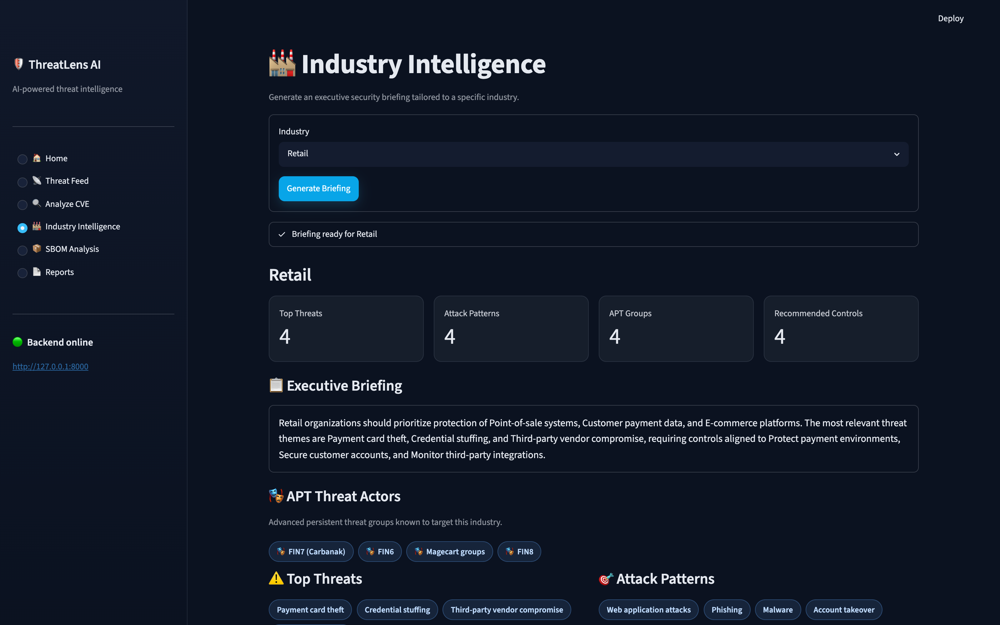 Deploy
ThreatLens AI
AI-powered threat intelligence
Home
Threat Feed
Analyze CVE
Industry Intelligence
SBOM Analysis
Reports
Backend online
http://127.0.0.1:8000
Industry Intelligence
Generate an executive security briefing tailored to a specific industry.
Industry
Retail
Generate Briefing
Briefing ready for Retail
Retail
Top Threats
4
Attack Patterns
4
APT Groups
4
Recommended Controls
4
Executive Briefing
Retail organizations should prioritize protection of Point-of-sale systems, Customer payment data, and E-commerce platforms. The most relevant threat
themes are Payment card theft, Credential stuffing, and Third-party vendor compromise, requiring controls aligned to Protect payment environments,
Secure customer accounts, and Monitor third-party integrations.
APT Threat Actors
Advanced persistent threat groups known to target this industry.
FIN7 (Carbanak)
FIN6
Magecart groups
FIN8
Top Threats
Payment card theft
Credential stuffing
Third-party vendor compromise
Attack Patterns
Web application attacks
Phishing
Malware
Account takeover